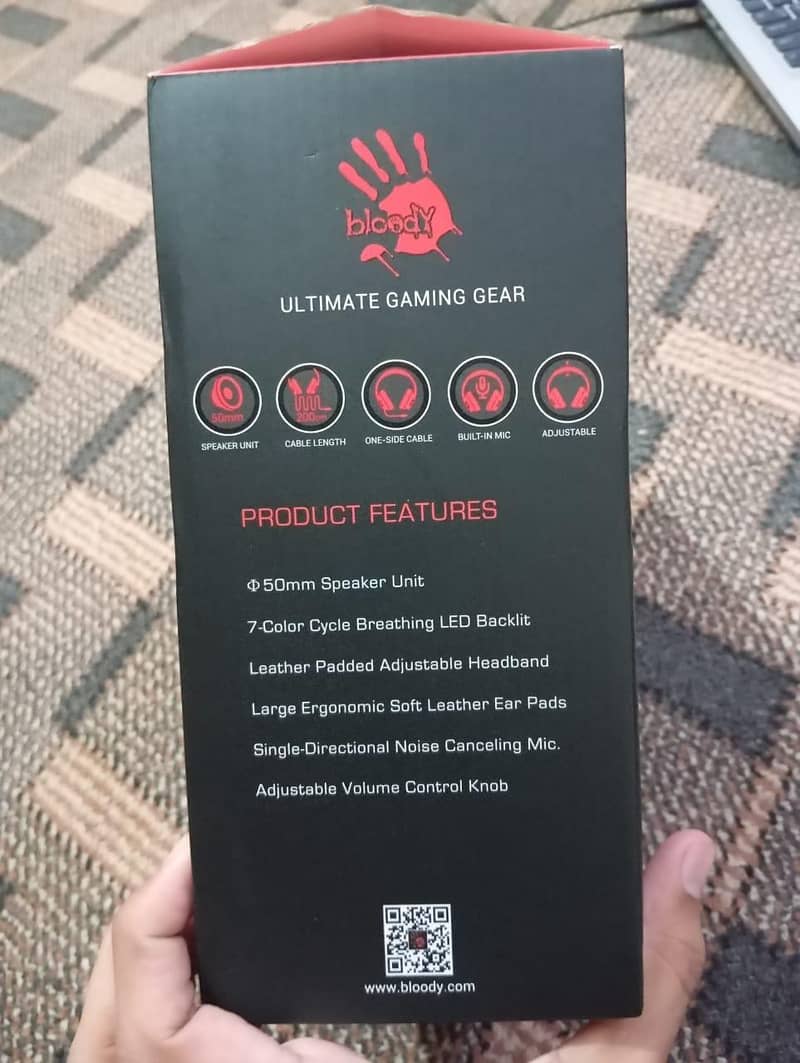 bloody
ULTIMATE GAMING GEAR
50mm
200cm
SPEAKER UNIT
CABLE LENGTH
ONE-SIDE CABLE
BUILT-IN MIC
ADJUSTABLE
PRODUCT FEATURES
Φ50mm Speaker Unit
7-Color Cycle Breathing LED Backlit
Leather Padded Adjustable Headband
Large Ergonomic Soft Leather Ear Pads
Single-Directional Noise Canceling Mic.
Adjustable Volume Control Knob
www.bloody.com